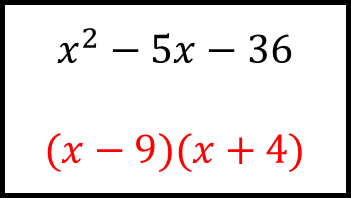 x² − 5x − 36
(x − 9)(x + 4)